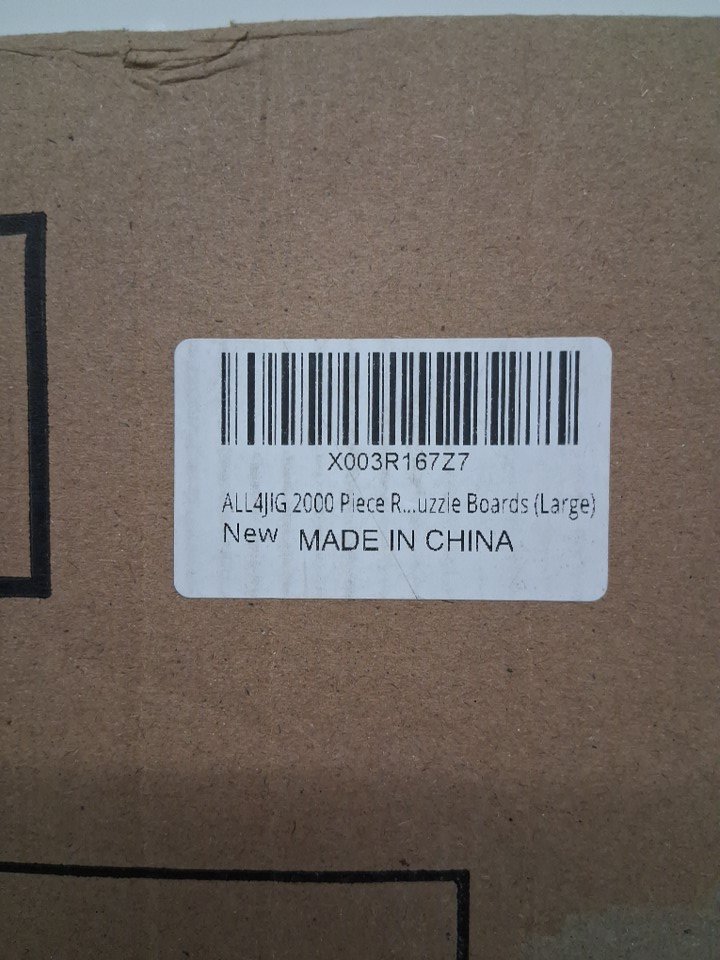 X003R167Z7
ALL4JIG 2000 Piece R...uzzle Boards (Large)
New MADE IN CHINA